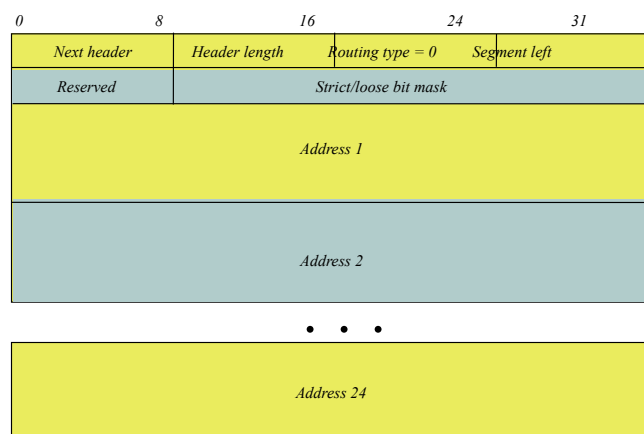 0 8 16 24 31
Next header Header length Routing type = 0 Segment left
Reserved Strict/loose bit mask
Address 1
Address 2
• • •
Address 24